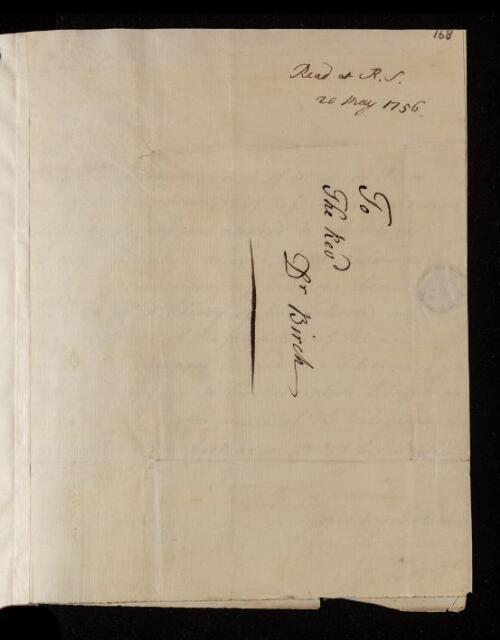 168
Read at R. S.
20 May 1756.
To
The Revd
Dr Birch